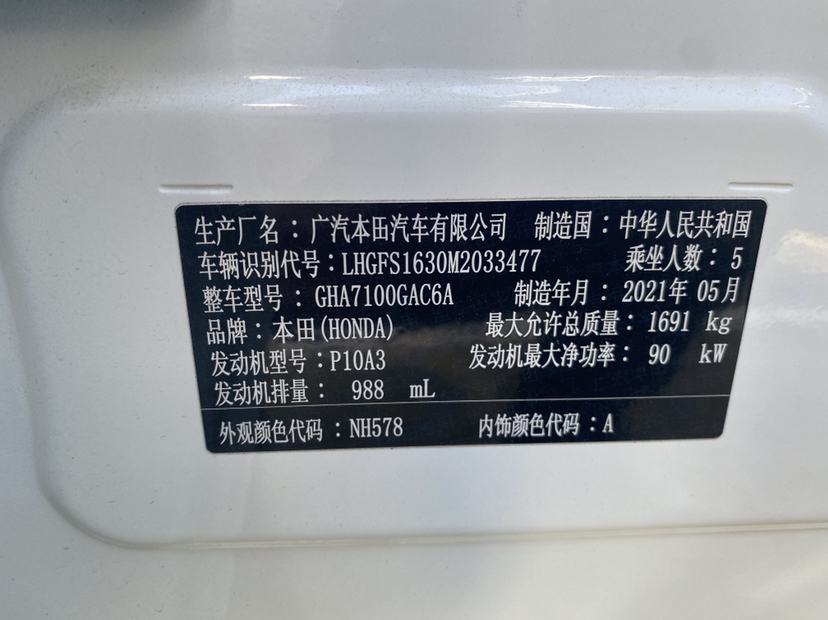 生产厂名：广汽本田汽车有限公司 制造国：中华人民共和国
车辆识别代号：LHGFS1630M2033477 乘坐人数：5
整车型号：GHA7100GAC6A 制造年月：2021年05月
品牌：本田(HONDA) 最大允许总质量：1691 kg
发动机型号：P10A3 发动机最大净功率：90 kW
发动机排量：988 mL
外观颜色代码：NH578 内饰颜色代码：A